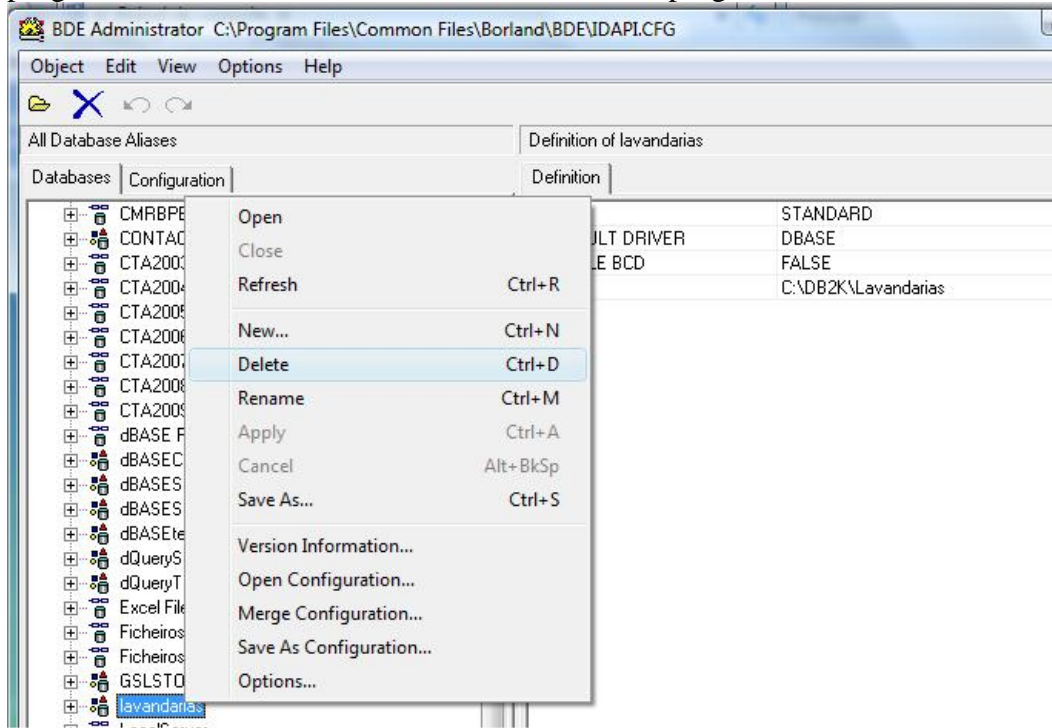 BDE Administrator C:\Program Files\Common Files\Borland\BDE\IDAPI.CFG
Object Edit View Options Help
All Database Aliases
Definition of lavandarias
Databases Configuration
Definition
CMRBPE
CONTAC
CTA2003
CTA2004
CTA2005
CTA2006
CTA2007
CTA2008
CTA2009
dBASE F
dBASEC
dBASES
dBASES
dBASEte
dQueryS
dQueryT
Excel File
Ficheiros
Ficheiros
GSLSTO
lavandarias
Open
Close
Refresh Ctrl+R
New... Ctrl+N
Delete Ctrl+D
Rename Ctrl+M
Apply Ctrl+A
Cancel Alt+BkSp
Save As... Ctrl+S
Version Information...
Open Configuration...
Merge Configuration...
Save As Configuration...
Options...
STANDARD
ULT DRIVER DBASE
LE BCD FALSE
C:\DB2K\Lavandarias